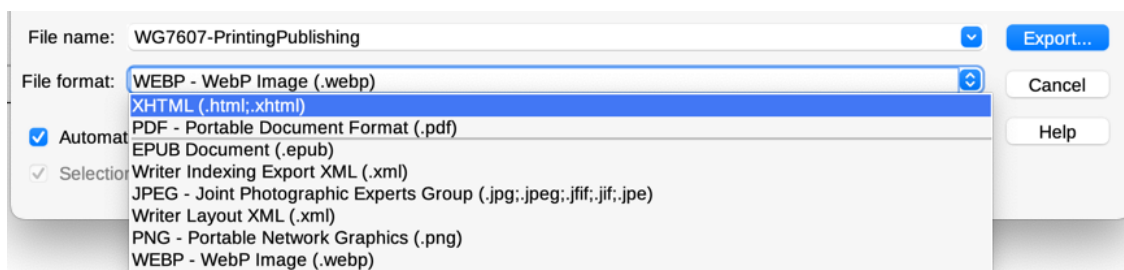 File name: WG7607-PrintingPublishing Export...
File format: WEBP - WebP Image (.webp) Cancel
XHTML (.html;.xhtml)
PDF - Portable Document Format (.pdf) Help
Automat
EPUB Document (.epub)
Selection
Writer Indexing Export XML (.xml)
JPEG - Joint Photographic Experts Group (.jpg;.jpeg;.jfif;.jif;.jpe)
Writer Layout XML (.xml)
PNG - Portable Network Graphics (.png)
WEBP - WebP Image (.webp)